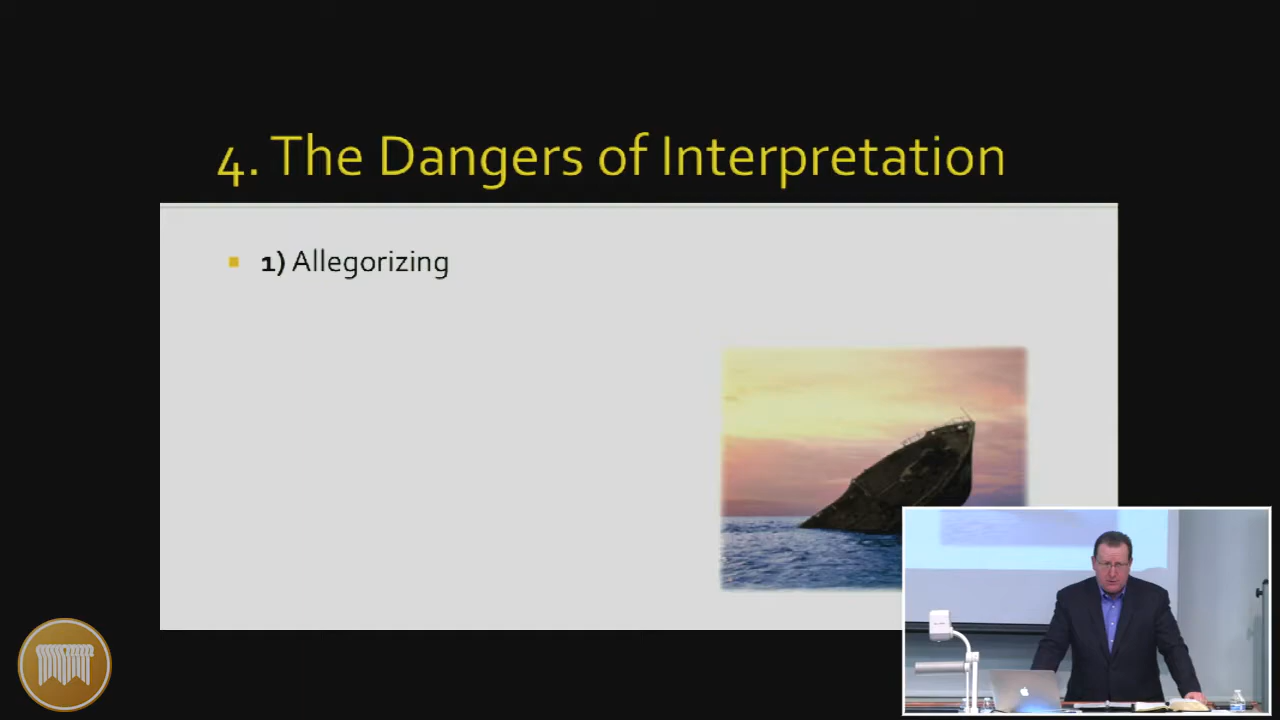 4. The Dangers of Interpretation
1) Allegorizing